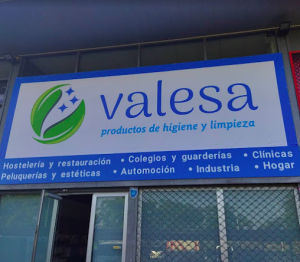 valesa
productos de higiene y limpieza
Hostelería y restauración • Colegios y guarderías • Clínicas
Peluquerías y estéticas • Automoción • Industria • Hogar